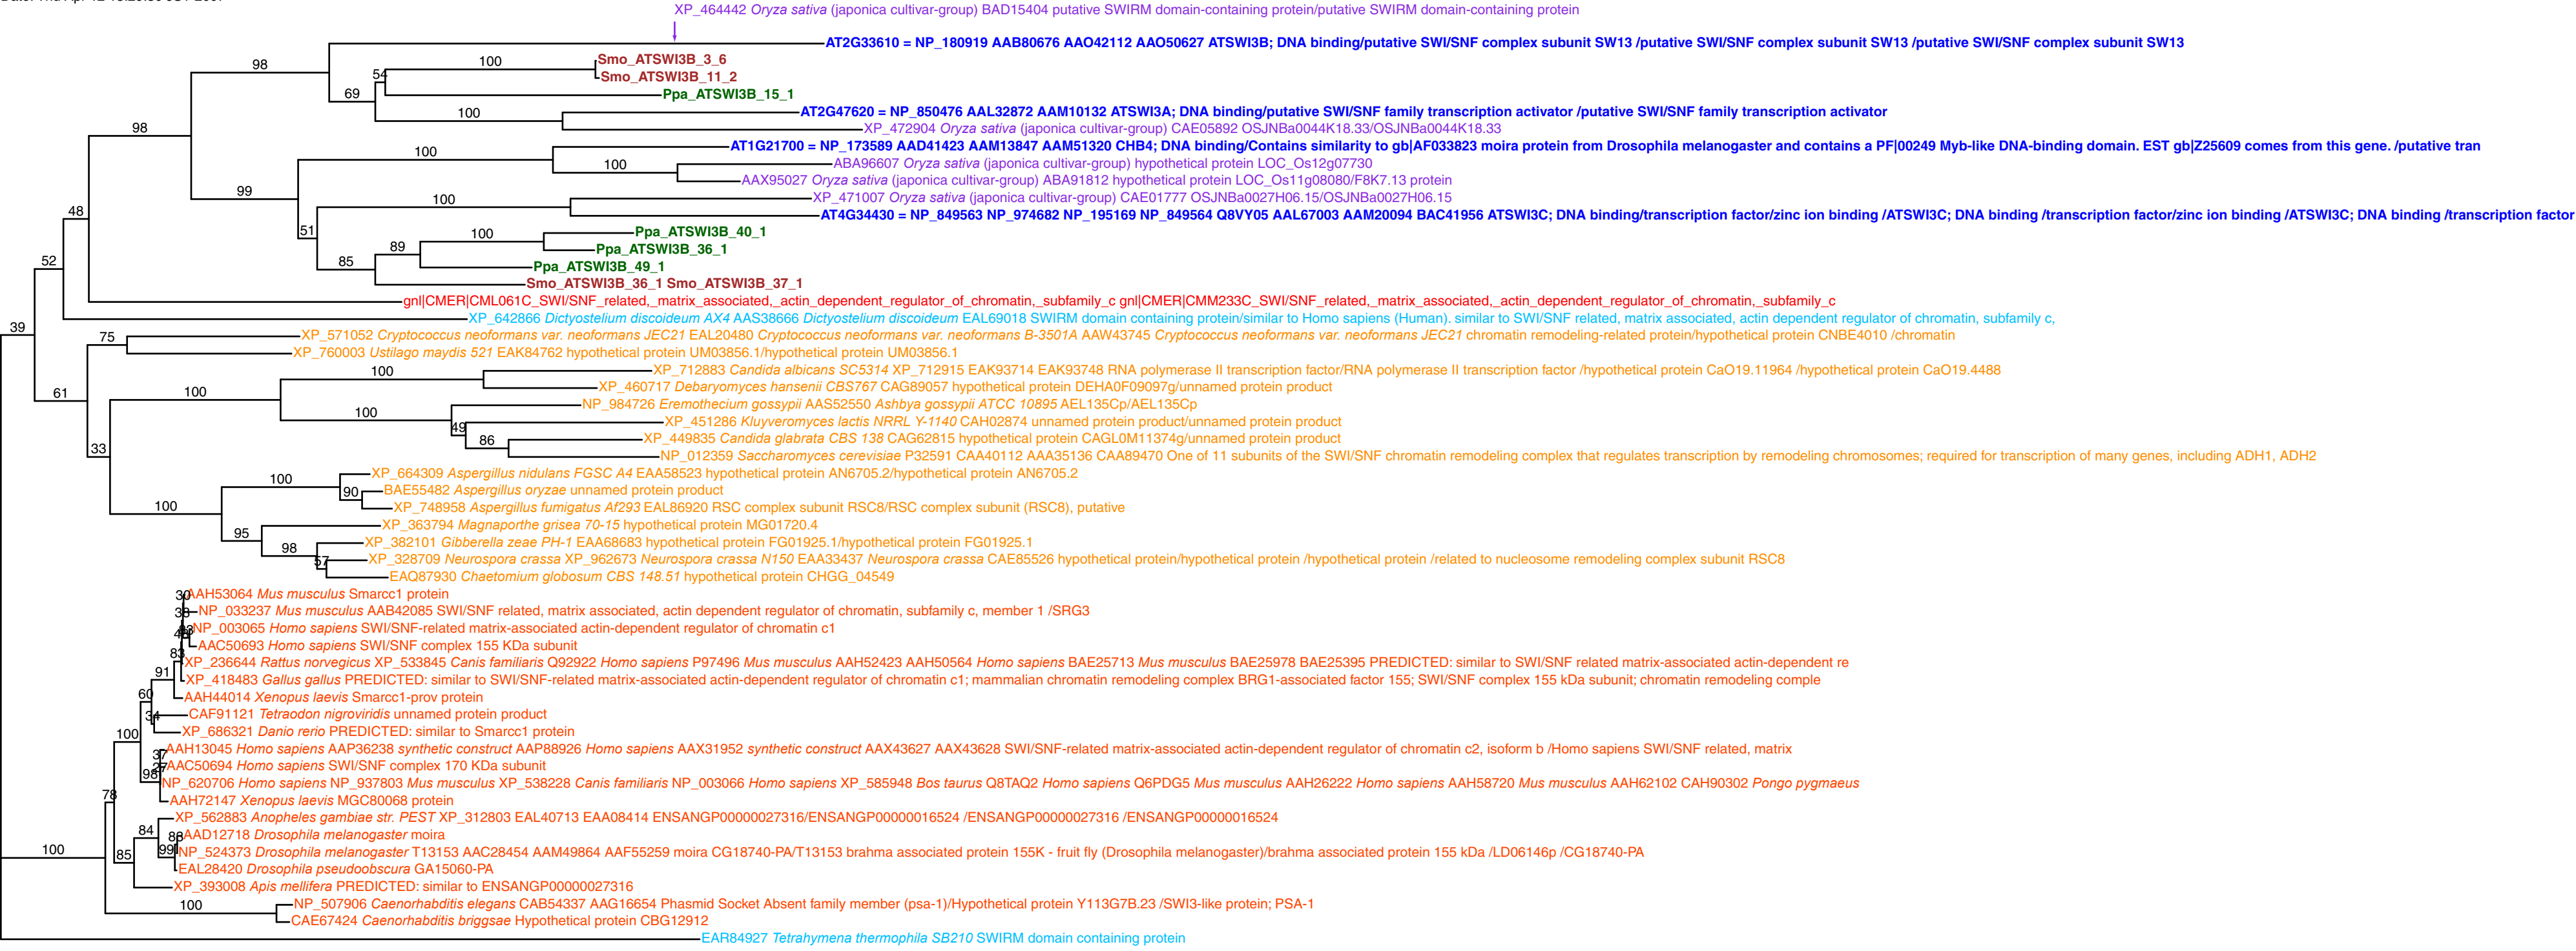 XP_464442 Oryza sativa (japonica cultivar-group) BAD15404 putative SWIRM domain-containing protein/putative SWIRM domain-containing protein
AT2G33610 = NP_180919 AAB80676 AAO42112 AAO50627 ATSWI3B; DNA binding/putative SWI/SNF complex subunit SW13 /putative SWI/SNF complex subunit SW13 /putative SWI/SNF complex subunit SW13
98
100 Smo_ATSWI3B_3_6
54 Smo_ATSWI3B_11_2
69 Ppa_ATSWI3B_15_1
100 AT2G47620 = NP_850476 AAL32872 AAM10132 ATSWI3A; DNA binding/putative SWI/SNF family transcription activator /putative SWI/SNF family transcription activator
98 XP_472904 Oryza sativa (japonica cultivar-group) CAE05892 OSJNBa0044K18.33/OSJNBa0044K18.33
100 AT1G21700 = NP_173589 AAD41423 AAM13847 AAM51320 CHB4; DNA binding/Contains similarity to gb|AF033823 moira protein from Drosophila melanogaster and contains a PF|00249 Myb-like DNA-binding domain. EST gb|Z25609 comes from this gene. /putative tran
100 ABA96607 Oryza sativa (japonica cultivar-group) hypothetical protein LOC_Os12g07730
99 AAX95027 Oryza sativa (japonica cultivar-group) ABA91812 hypothetical protein LOC_Os11g08080/F8K7.13 protein
100 XP_471007 Oryza sativa (japonica cultivar-group) CAE01777 OSJNBa0027H06.15/OSJNBa0027H06.15
48 AT4G34430 = NP_849563 NP_974682 NP_195169 NP_849564 Q8VY05 AAL67003 AAM20094 BAC41956 ATSWI3C; DNA binding/transcription factor/zinc ion binding /ATSWI3C; DNA binding /transcription factor/zinc ion binding /ATSWI3C; DNA binding /transcription factor
51 100 Ppa_ATSWI3B_40_1
89 Ppa_ATSWI3B_36_1
52 85 Ppa_ATSWI3B_49_1
Smo_ATSWI3B_36_1 Smo_ATSWI3B_37_1
gnl|CMER|CML061C_SWI/SNF_related,_matrix_associated,_actin_dependent_regulator_of_chromatin,_subfamily_c gnl|CMER|CMM233C_SWI/SNF_related,_matrix_associated,_actin_dependent_regulator_of_chromatin,_subfamily_c
XP_642866 Dictyostelium discoideum AX4 AAS38666 Dictyostelium discoideum EAL69018 SWIRM domain containing protein/similar to Homo sapiens (Human). similar to SWI/SNF related, matrix associated, actin dependent regulator of chromatin, subfamily c,
39 75 XP_571052 Cryptococcus neoformans var. neoformans JEC21 EAL20480 Cryptococcus neoformans var. neoformans B-3501A AAW43745 Cryptococcus neoformans var. neoformans JEC21 chromatin remodeling-related protein/hypothetical protein CNBE4010 /chromatin
XP_760003 Ustilago maydis 521 EAK84762 hypothetical protein UM03856.1/hypothetical protein UM03856.1
100 XP_712883 Candida albicans SC5314 XP_712915 EAK93714 EAK93748 RNA polymerase II transcription factor/RNA polymerase II transcription factor /hypothetical protein CaO19.11964 /hypothetical protein CaO19.4488
61 100 XP_460717 Debaryomyces hansenii CBS767 CAG89057 hypothetical protein DEHA0F09097g/unnamed protein product
100 NP_984726 Eremothecium gossypii AAS52550 Ashbya gossypii ATCC 10895 AEL135Cp/AEL135Cp
49 XP_451286 Kluyveromyces lactis NRRL Y-1140 CAH02874 unnamed protein product/unnamed protein product
86 XP_449835 Candida glabrata CBS 138 CAG62815 hypothetical protein CAGL0M11374g/unnamed protein product
33 NP_012359 Saccharomyces cerevisiae P32591 CAA40112 AAA35136 CAA89470 One of 11 subunits of the SWI/SNF chromatin remodeling complex that regulates transcription by remodeling chromosomes; required for transcription of many genes, including ADH1, ADH2
100 XP_664309 Aspergillus nidulans FGSC A4 EAA58523 hypothetical protein AN6705.2/hypothetical protein AN6705.2
90 BAE55482 Aspergillus oryzae unnamed protein product
100 XP_748958 Aspergillus fumigatus Af293 EAL86920 RSC complex subunit RSC8/RSC complex subunit (RSC8), putative
95 XP_363794 Magnaporthe grisea 70-15 hypothetical protein MG01720.4
98 XP_382101 Gibberella zeae PH-1 EAA68683 hypothetical protein FG01925.1/hypothetical protein FG01925.1
57 XP_328709 Neurospora crassa XP_962673 Neurospora crassa N150 EAA33437 Neurospora crassa CAE85526 hypothetical protein/hypothetical protein /hypothetical protein /related to nucleosome remodeling complex subunit RSC8
EAQ87930 Chaetomium globosum CBS 148.51 hypothetical protein CHGG_04549
AAH53064 Mus musculus Smarcc1 protein
NP_033237 Mus musculus AAB42085 SWI/SNF related, matrix associated, actin dependent regulator of chromatin, subfamily c, member 1 /SRG3
NP_003065 Homo sapiens SWI/SNF-related matrix-associated actin-dependent regulator of chromatin c1
AAC50693 Homo sapiens SWI/SNF complex 155 KDa subunit
83 XP_236644 Rattus norvegicus XP_533845 Canis familiaris Q92922 Homo sapiens P97496 Mus musculus AAH52423 AAH50564 Homo sapiens BAE25713 Mus musculus BAE25978 BAE25395 PREDICTED: similar to SWI/SNF related matrix-associated actin-dependent re
91 XP_418483 Gallus gallus PREDICTED: similar to SWI/SNF-related matrix-associated actin-dependent regulator of chromatin c1; mammalian chromatin remodeling complex BRG1-associated factor 155; SWI/SNF complex 155 kDa subunit; chromatin remodeling comple
60 AAH44014 Xenopus laevis Smarcc1-prov protein
34 CAF91121 Tetraodon nigroviridis unnamed protein product
100 XP_686321 Danio rerio PREDICTED: similar to Smarcc1 protein
37 AAH13045 Homo sapiens AAP36238 synthetic construct AAP88926 Homo sapiens AAX31952 synthetic construct AAX43627 AAX43628 SWI/SNF-related matrix-associated actin-dependent regulator of chromatin c2, isoform b /Homo sapiens SWI/SNF related, matrix
27 AAC50694 Homo sapiens SWI/SNF complex 170 KDa subunit
98 NP_620706 Homo sapiens NP_937803 Mus musculus XP_538228 Canis familiaris NP_003066 Homo sapiens XP_585948 Bos taurus Q8TAQ2 Homo sapiens Q6PDG5 Mus musculus AAH26222 Homo sapiens AAH58720 Mus musculus AAH62102 CAH90302 Pongo pygmaeus
78 AAH72147 Xenopus laevis MGC80068 protein
XP_562883 Anopheles gambiae str. PEST XP_312803 EAL40713 EAA08414 ENSANGP00000027316/ENSANGP00000016524 /ENSANGP00000027316 /ENSANGP00000016524
84 AAD12718 Drosophila melanogaster moira
100 85 99 NP_524373 Drosophila melanogaster T13153 AAC28454 AAM49864 AAF55259 moira CG18740-PA/T13153 brahma associated protein 155K - fruit fly (Drosophila melanogaster)/brahma associated protein 155 kDa /LD06146p /CG18740-PA
EAL28420 Drosophila pseudoobscura GA15060-PA
XP_393008 Apis mellifera PREDICTED: similar to ENSANGP00000027316
100 NP_507906 Caenorhabditis elegans CAB54337 AAG16654 Phasmid Socket Absent family member (psa-1)/Hypothetical protein Y113G7B.23 /SWI3-like protein; PSA-1
CAE67424 Caenorhabditis briggsae Hypothetical protein CBG12912
EAR84927 Tetrahymena thermophila SB210 SWIRM domain containing protein